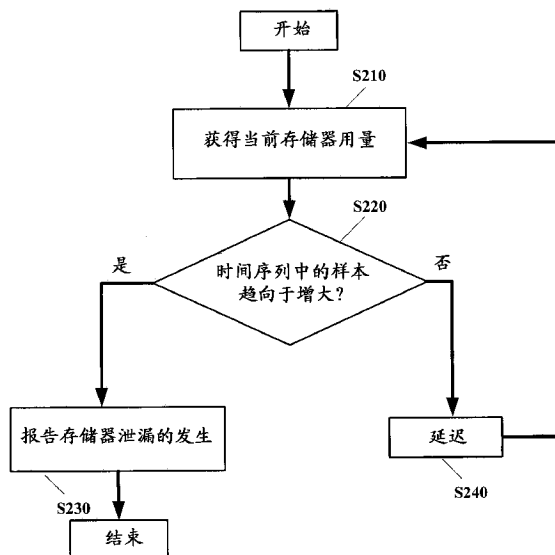 开始
S210
获得当前存储器用量
S220
是
时间序列中的样本
趋向于增大?
否
报告存储器泄漏的发生
延迟
S230
S240
结束